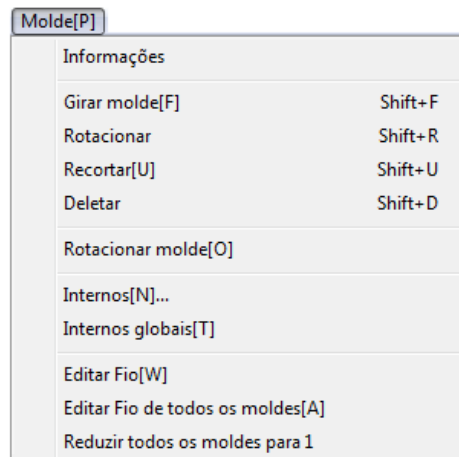 Molde[P]
Informações
Girar molde[F] Shift+F
Rotacionar Shift+R
Recortar[U] Shift+U
Deletar Shift+D
Rotacionar molde[O]
Internos[N]...
Internos globais[T]
Editar Fio[W]
Editar Fio de todos os moldes[A]
Reduzir todos os moldes para 1